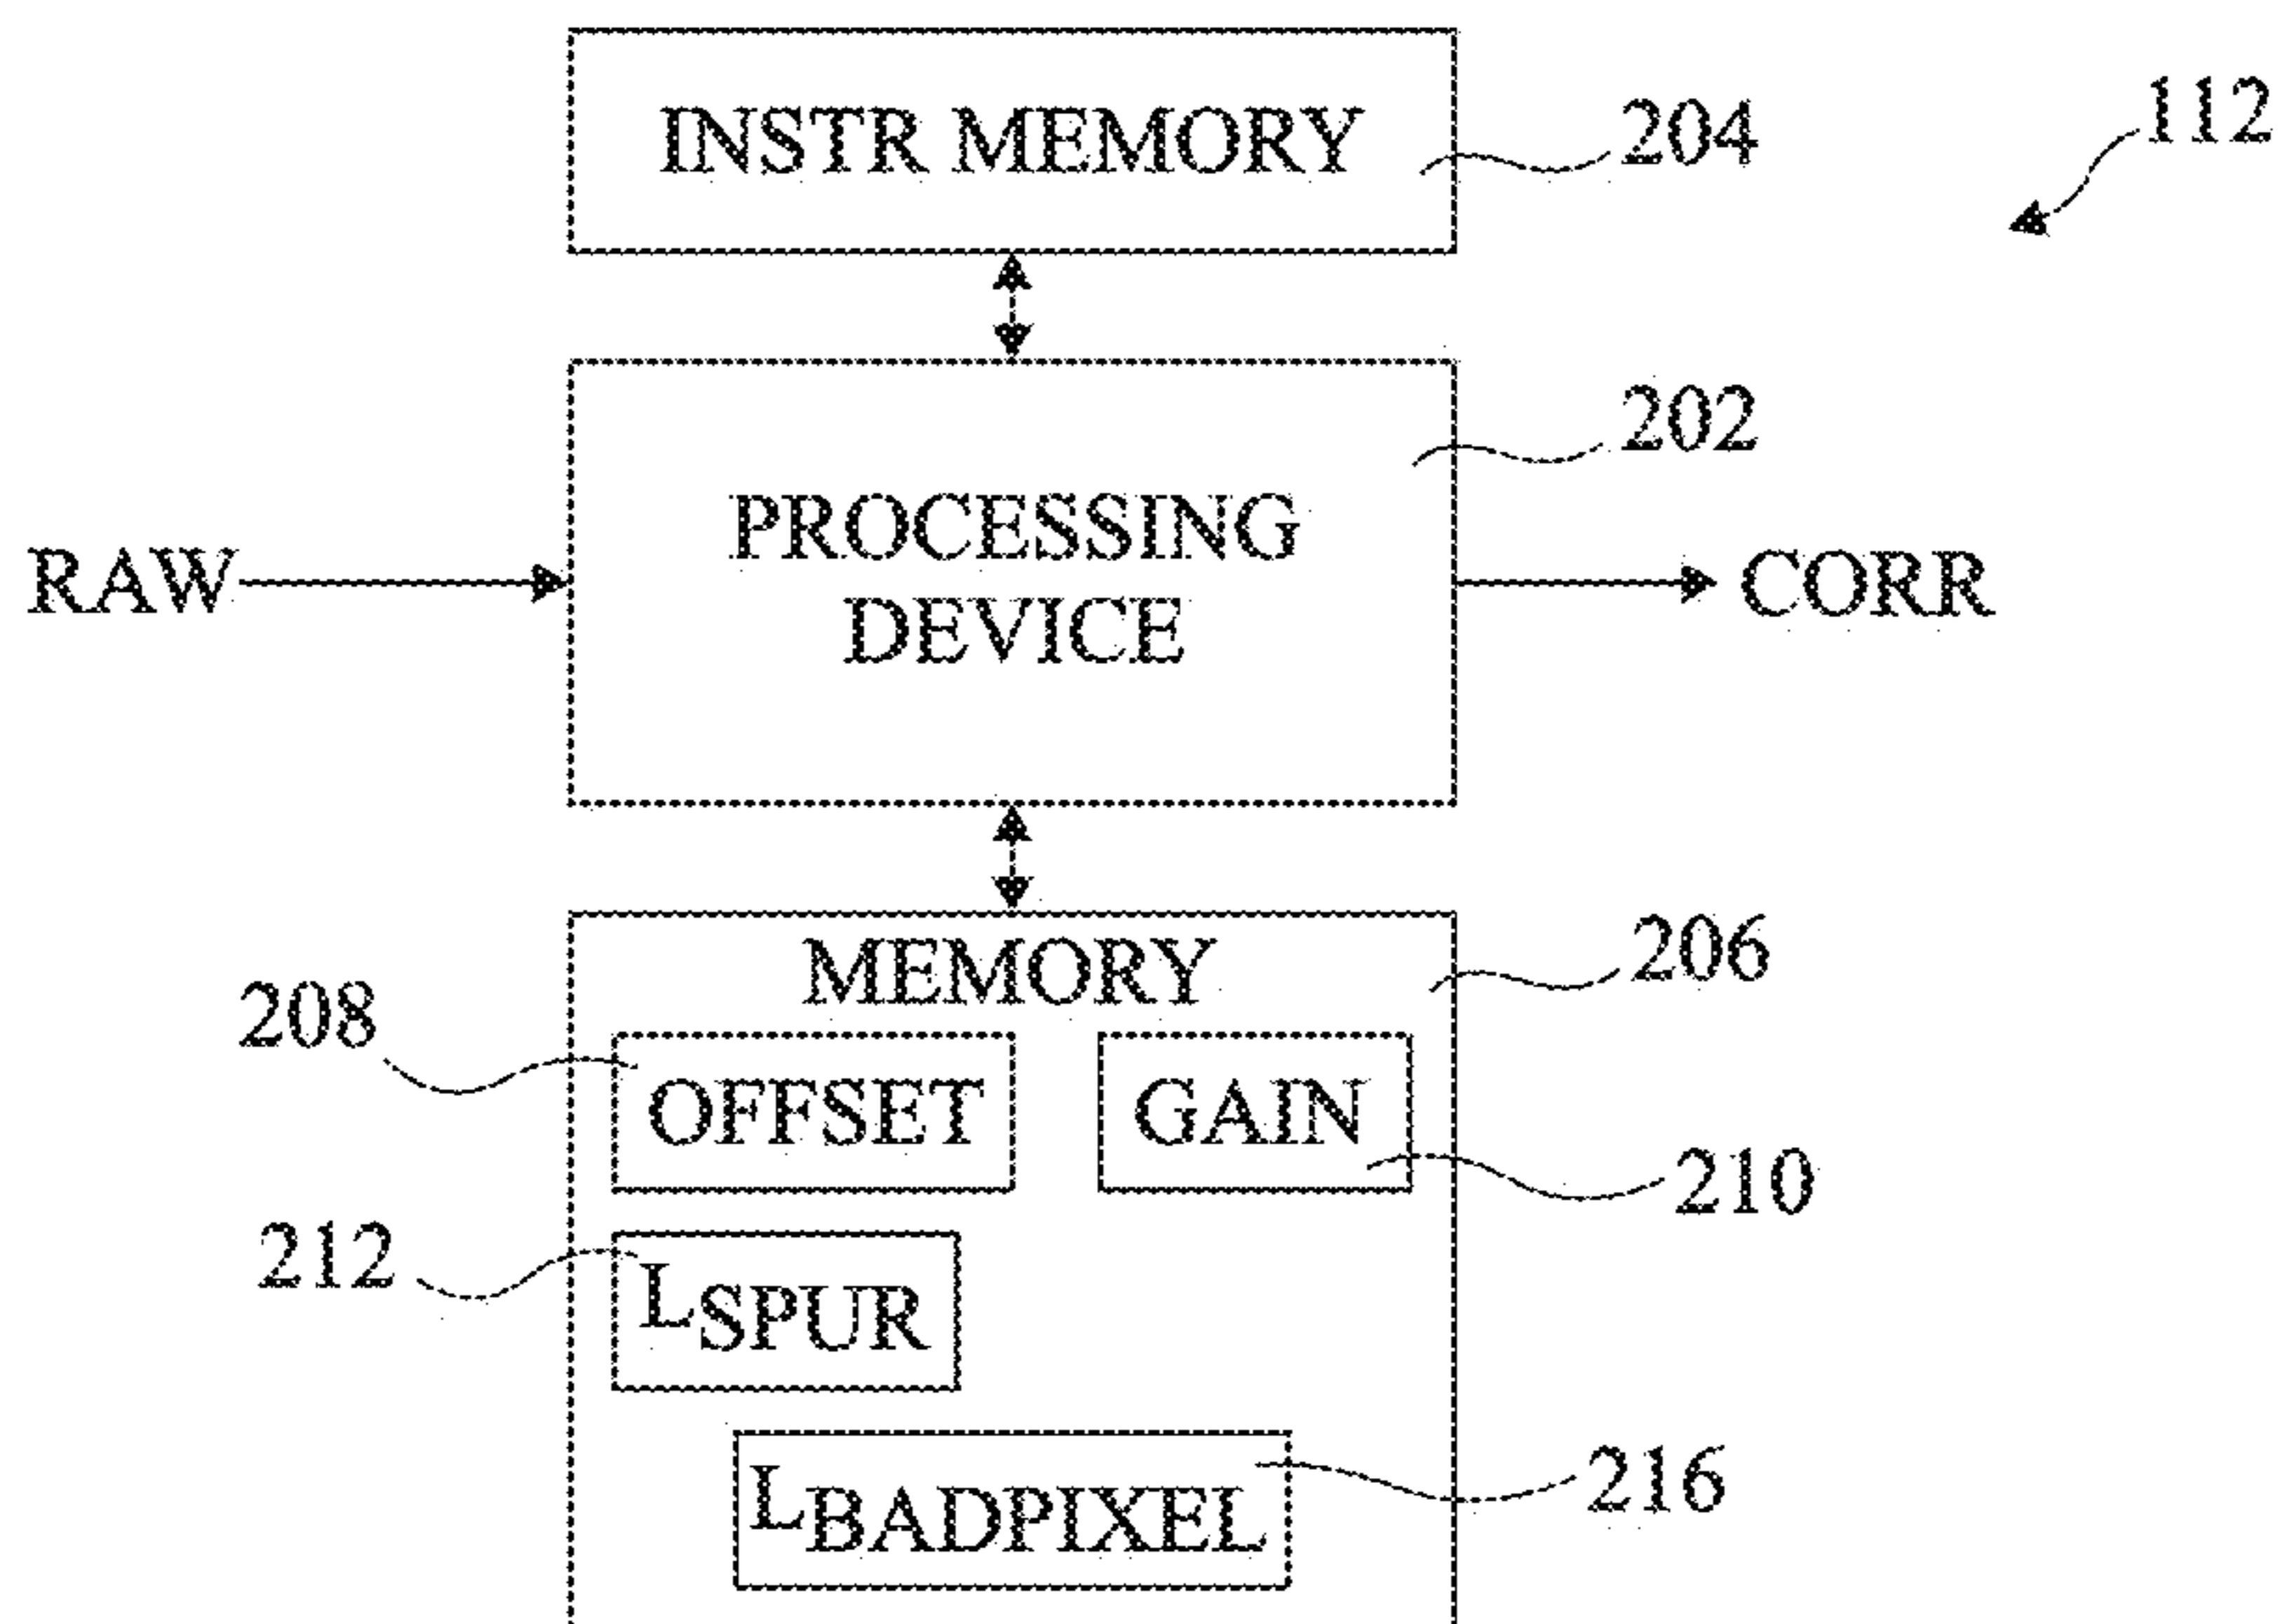 112
INSTR MEMORY
204
202
PROCESSING
DEVICE
RAW
CORR
MEMORY
206
208
OFFSET
GAIN
210
212
LSPUR
LBADPIXEL
216